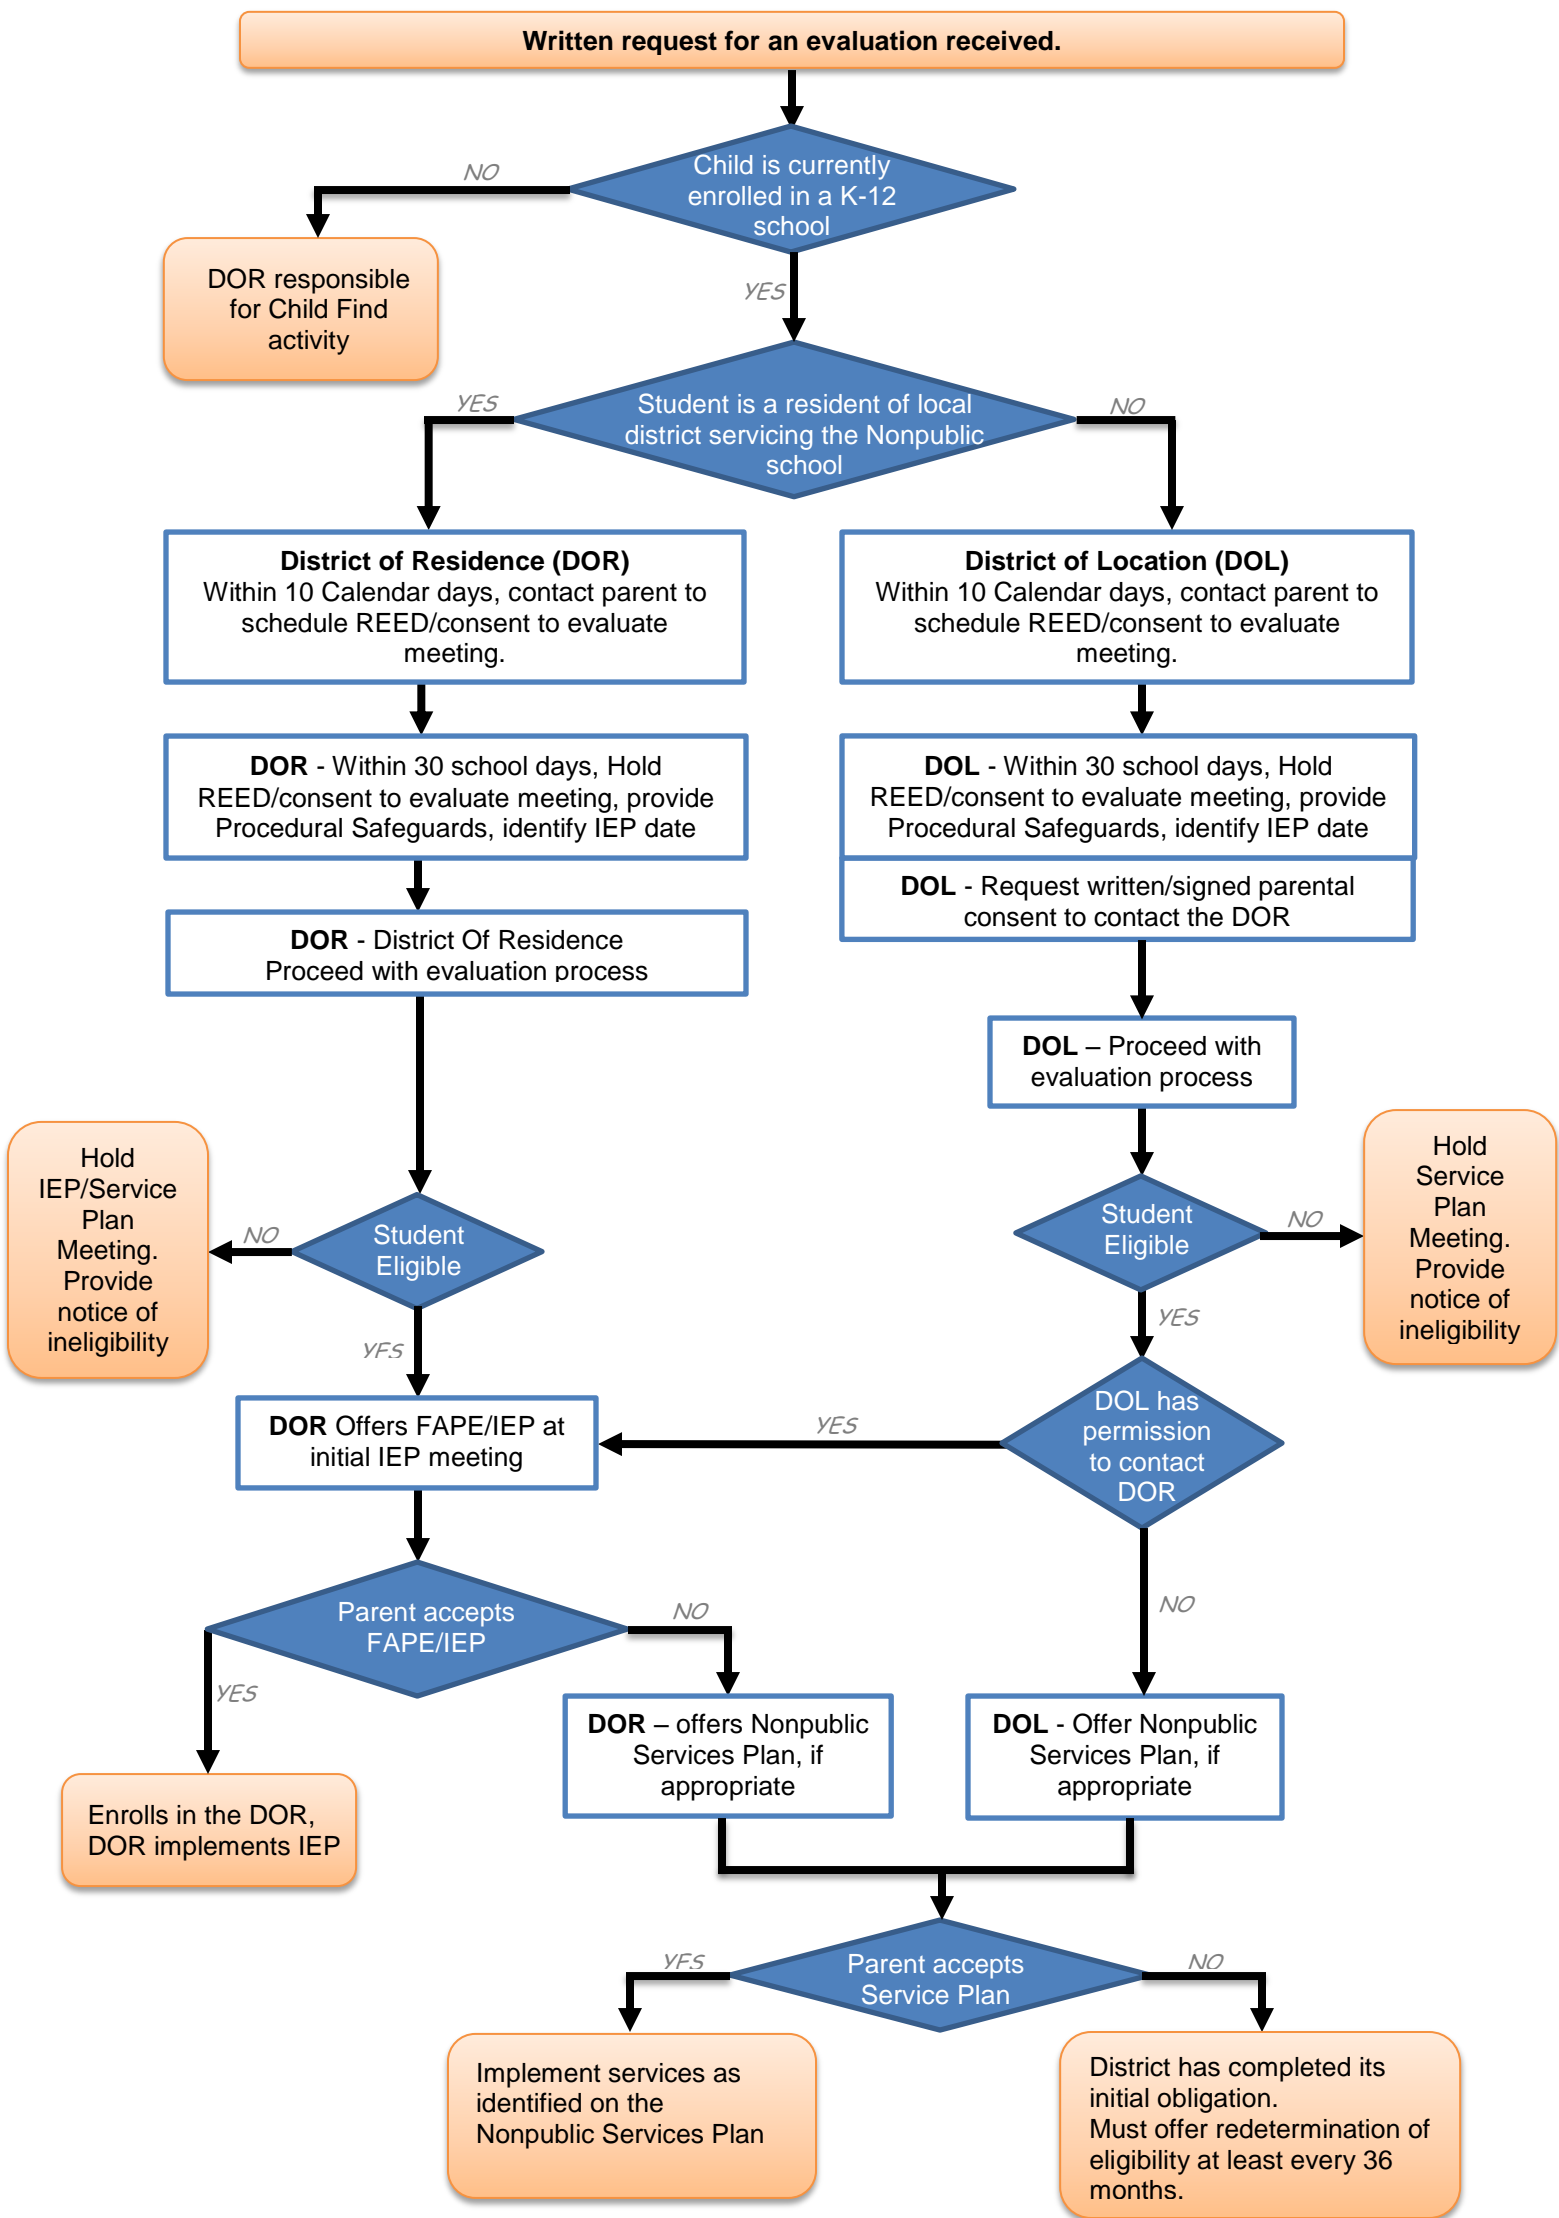 Written request for an evaluation received.
Child is currently
enrolled in a K-12
school
NO
YES
DOR responsible
for Child Find
activity
Student is a resident of local
district servicing the Nonpublic
school
YES
NO
District of Residence (DOR)
Within 10 Calendar days, contact parent to
schedule REED/consent to evaluate
meeting.
District of Location (DOL)
Within 10 Calendar days, contact parent to
schedule REED/consent to evaluate
meeting.
DOR - Within 30 school days, Hold
REED/consent to evaluate meeting, provide
Procedural Safeguards, identify IEP date
DOL - Within 30 school days, Hold
REED/consent to evaluate meeting, provide
Procedural Safeguards, identify IEP date
DOL - Request written/signed parental
consent to contact the DOR
DOR - District Of Residence
Proceed with evaluation process
DOL – Proceed with
evaluation process
Hold
IEP/Service
Plan
Meeting.
Provide
notice of
ineligibility
NO
Student
Eligible
YES
Student
Eligible
NO
YES
Hold
Service
Plan
Meeting.
Provide
notice of
ineligibility
DOR Offers FAPE/IEP at
initial IEP meeting
YES
DOL has
permission
to contact
DOR
NO
Parent accepts
FAPE/IEP
NO
YES
DOR – offers Nonpublic
Services Plan, if
appropriate
DOL - Offer Nonpublic
Services Plan, if
appropriate
Enrolls in the DOR,
DOR implements IEP
Parent accepts
Service Plan
YES
NO
Implement services as
identified on the
Nonpublic Services Plan
District has completed its
initial obligation.
Must offer redetermination of
eligibility at least every 36
months.